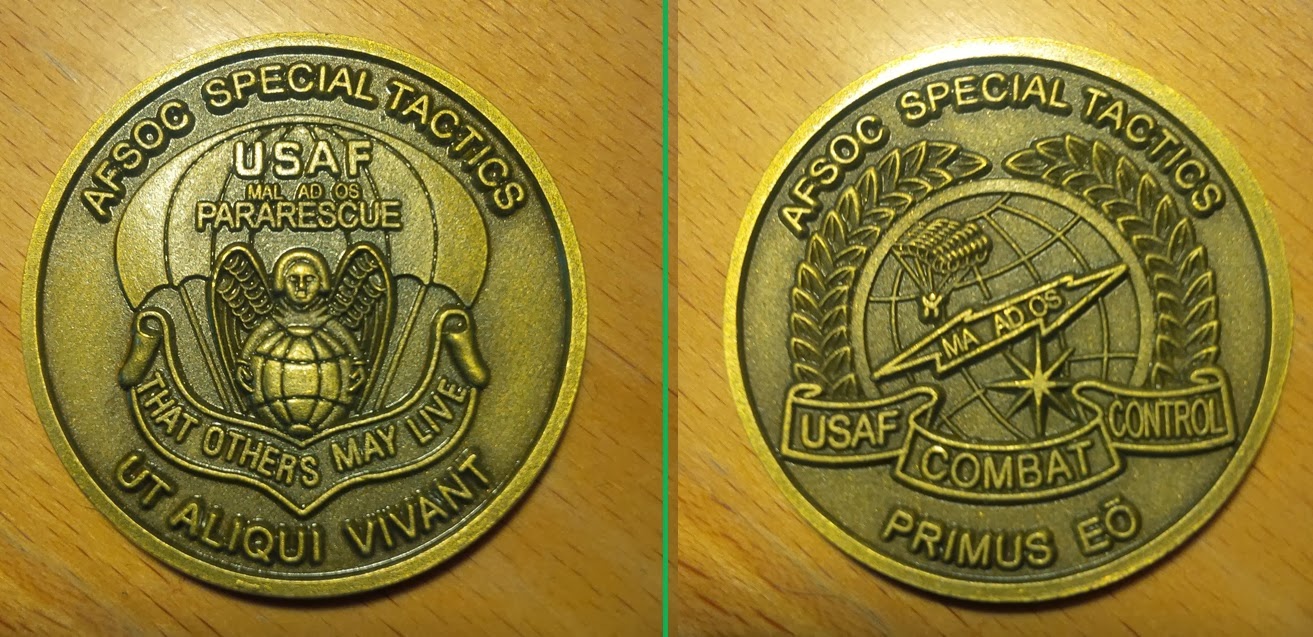 AFSOC SPECIAL TACTICS
USAF
MAL AD OS
PARARESCUE
THAT OTHERS MAY LIVE
UT ALIQUI VIVANT
AFSOC SPECIAL TACTICS
MA AD OS
USAF COMBAT CONTROL
PRIMUS EŌ